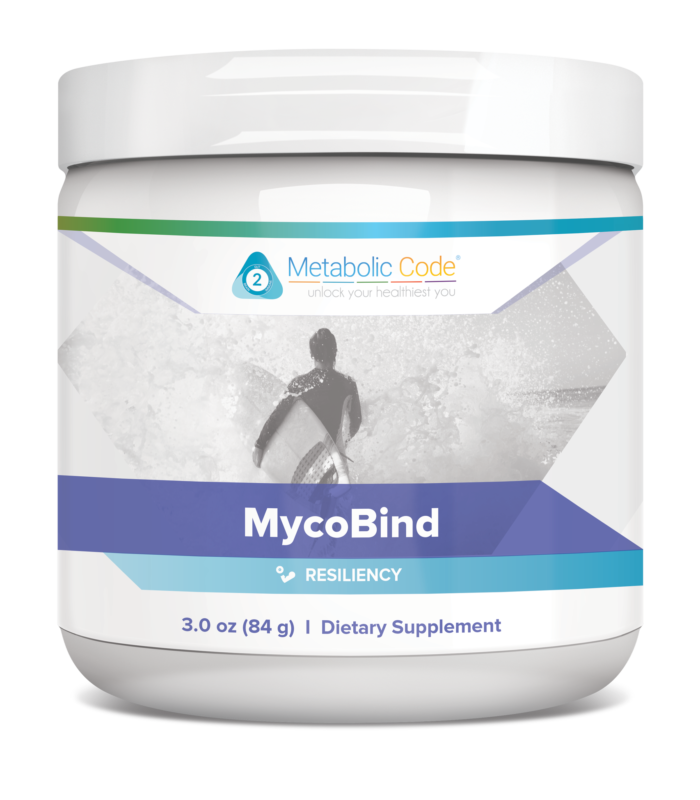 2
Metabolic Code®
unlock your healthiest you
MycoBind
RESILIENCY
3.0 oz (84 g) | Dietary Supplement